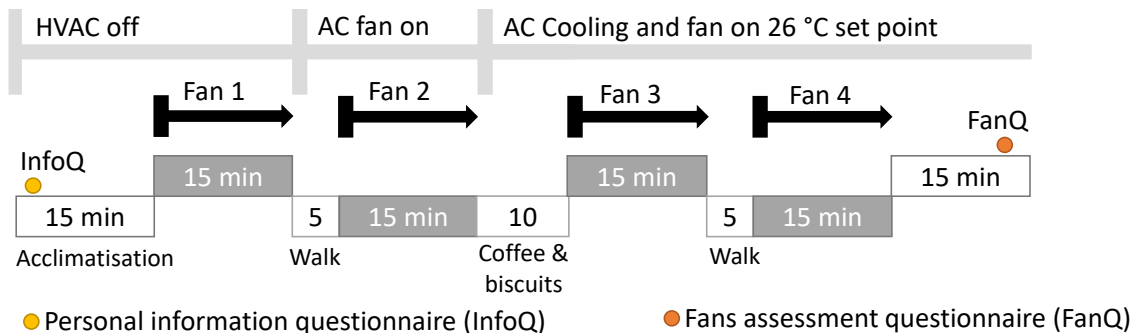 HVAC off AC fan on AC Cooling and fan on 26 °C set point
Fan 1 Fan 2 Fan 3 Fan 4
FanQ
InfoQ
15 min 15 min 15 min
15 min 5 15 min 10 5 15 min
Acclimatisation Walk Coffee & Walk
biscuits
Personal information questionnaire (InfoQ) Fans assessment questionnaire (FanQ)